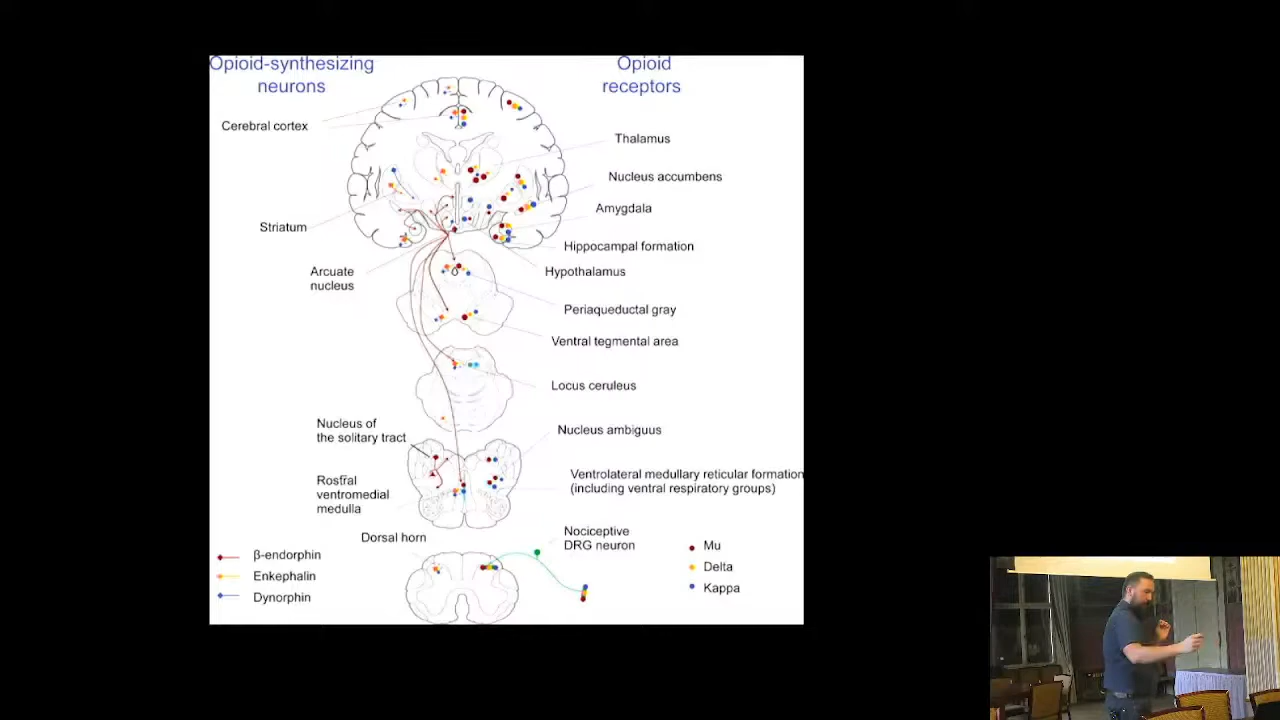 Opioid-synthesizing
neurons
Opioid
receptors
Cerebral cortex
Thalamus
Nucleus accumbens
Amygdala
Striatum
Hippocampal formation
Arcuate
nucleus
Hypothalamus
Periaqueductal gray
Ventral tegmental area
Locus ceruleus
Nucleus of
the solitary tract
Nucleus ambiguus
Rostral
ventromedial
medulla
Ventrolateral medullary reticular formation
(including ventral respiratory groups)
Dorsal horn
Nociceptive
DRG neuron
β-endorphin
Enkephalin
Dynorphin
Mu
Delta
Kappa